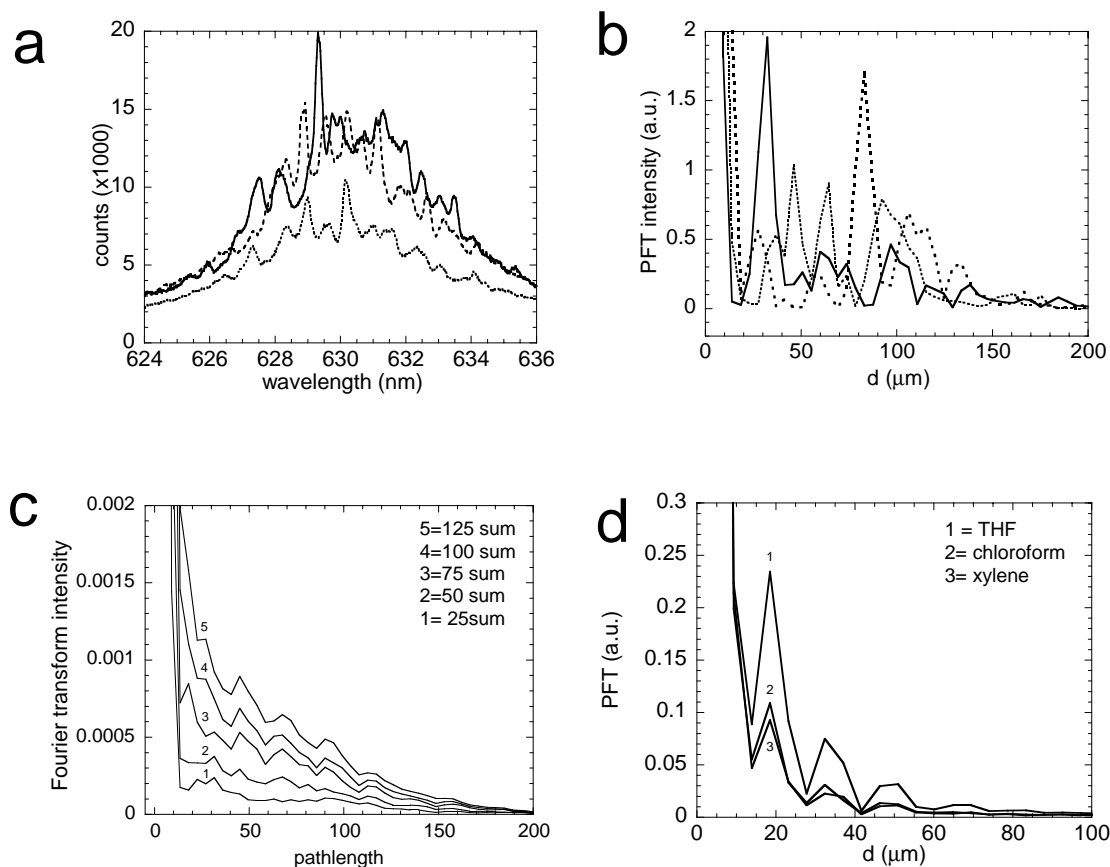 a
20
15
10
5
0
counts (x1000)
624 626 628 630 632 634 636
wavelength (nm)
b
2
1.5
1
0.5
0
PFT intensity (a.u.)
0 50 100 150 200
d (µm)
c
0.002
0.0015
0.001
0.0005
0
Fourier transform intensity
5=125 sum
4=100 sum
3=75 sum
2=50 sum
1= 25sum
5
4
3
2
1
0 50 100 150 200
pathlength
d
0.3
0.25
0.2
0.15
0.1
0.05
0
PFT (a.u.)
1 = THF
2= chloroform
3= xylene
1
2
3
0 20 40 60 80 100
d (µm)